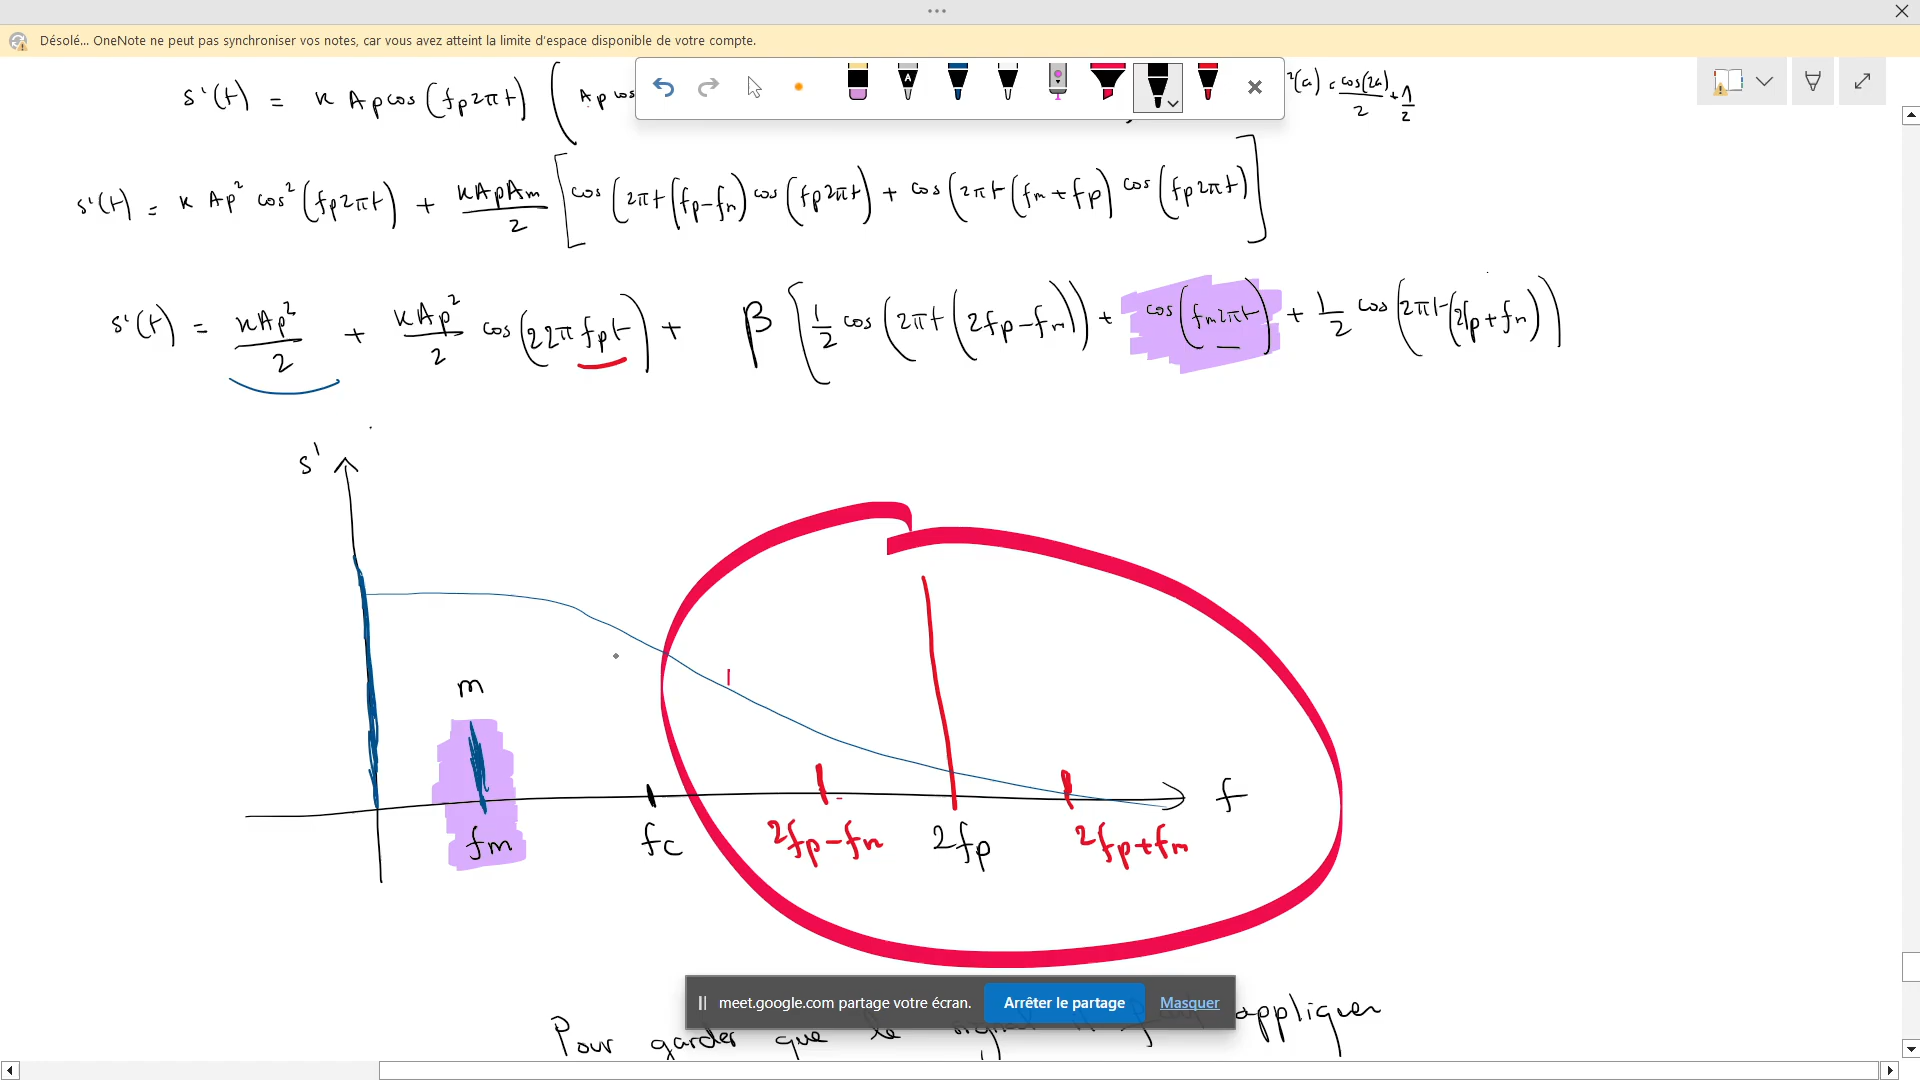 Désolé... OneNote ne peut pas synchroniser vos notes, car vous avez atteint la limite d'espace disponible de votre compte.
s'(t) = k Ap cos(fp2πt) (Ap cos
²(a) = cos(2a)/2 + 1/2
s'(t) = k Ap² cos²(fp2πt) + kApAm/2 [cos(2πt(fp-fm)cos(fp2πt) + cos(2πt(fm+fp) cos(fp2πt)]
s'(t) = kAp²/2 + kAp²/2 cos(22πfpt) + β(1/2 cos(2πt(2fp-fm)) + cos(fm2πt) + 1/2 cos(2πt(2fp+fm))
s'
m
fm
fc
2fp-fm
2fp
2fp+fm
f
meet.google.com partage votre écran.
Arrêter le partage
Masquer
Pour garder que le appliquer